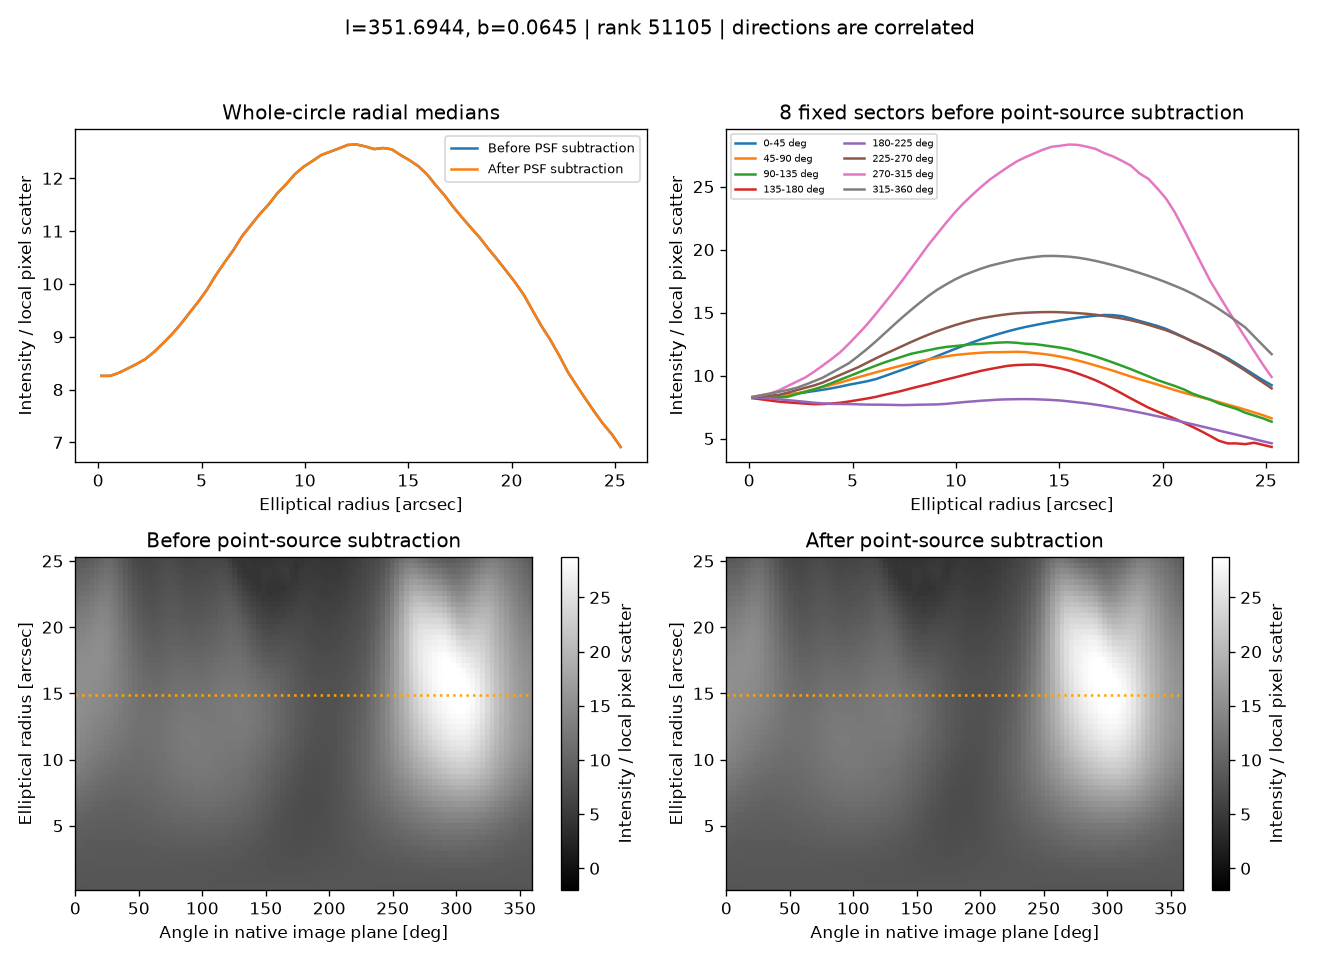 l=351.6944, b=0.0645 | rank 51105 | directions are correlated
Whole-circle radial medians
Before PSF subtraction
After PSF subtraction
Intensity / local pixel scatter
12
11
10
9
8
7
0 5 10 15 20 25
Elliptical radius [arcsec]
8 fixed sectors before point-source subtraction
0-45 deg
45-90 deg
90-135 deg
135-180 deg
180-225 deg
225-270 deg
270-315 deg
315-360 deg
Intensity / local pixel scatter
25
20
15
10
5
0 5 10 15 20 25
Elliptical radius [arcsec]
Before point-source subtraction
Elliptical radius [arcsec]
25
20
15
10
5
0 50 100 150 200 250 300 350
Angle in native image plane [deg]
25
20
15
10
5
0
Intensity / local pixel scatter
After point-source subtraction
Elliptical radius [arcsec]
25
20
15
10
5
0 50 100 150 200 250 300 350
Angle in native image plane [deg]
25
20
15
10
5
0
Intensity / local pixel scatter